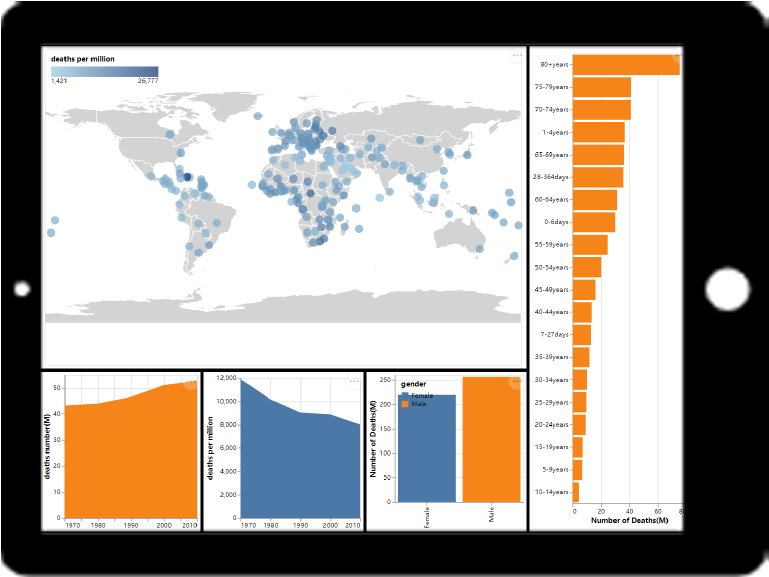 deaths per million
1,421 26,777
80+years
75-79years
70-74years
1-4years
65-69years
28-364days
60-64years
0-6days
55-59years
50-54years
45-49years
40-44years
7-27days
35-39years
30-34years
25-29years
20-24years
15-19years
5-9years
10-14years
0 20 40 60 80
Number of Deaths(M)
deaths number(M)
50
40
30
20
10
0
1970 1980 1990 2000 2010
deaths per million
12,000
10,000
8,000
6,000
4,000
2,000
0
1970 1980 1990 2000 2010
Number of Deaths(M)
250
200
150
100
50
0
gender
Female
Male
Female
Male